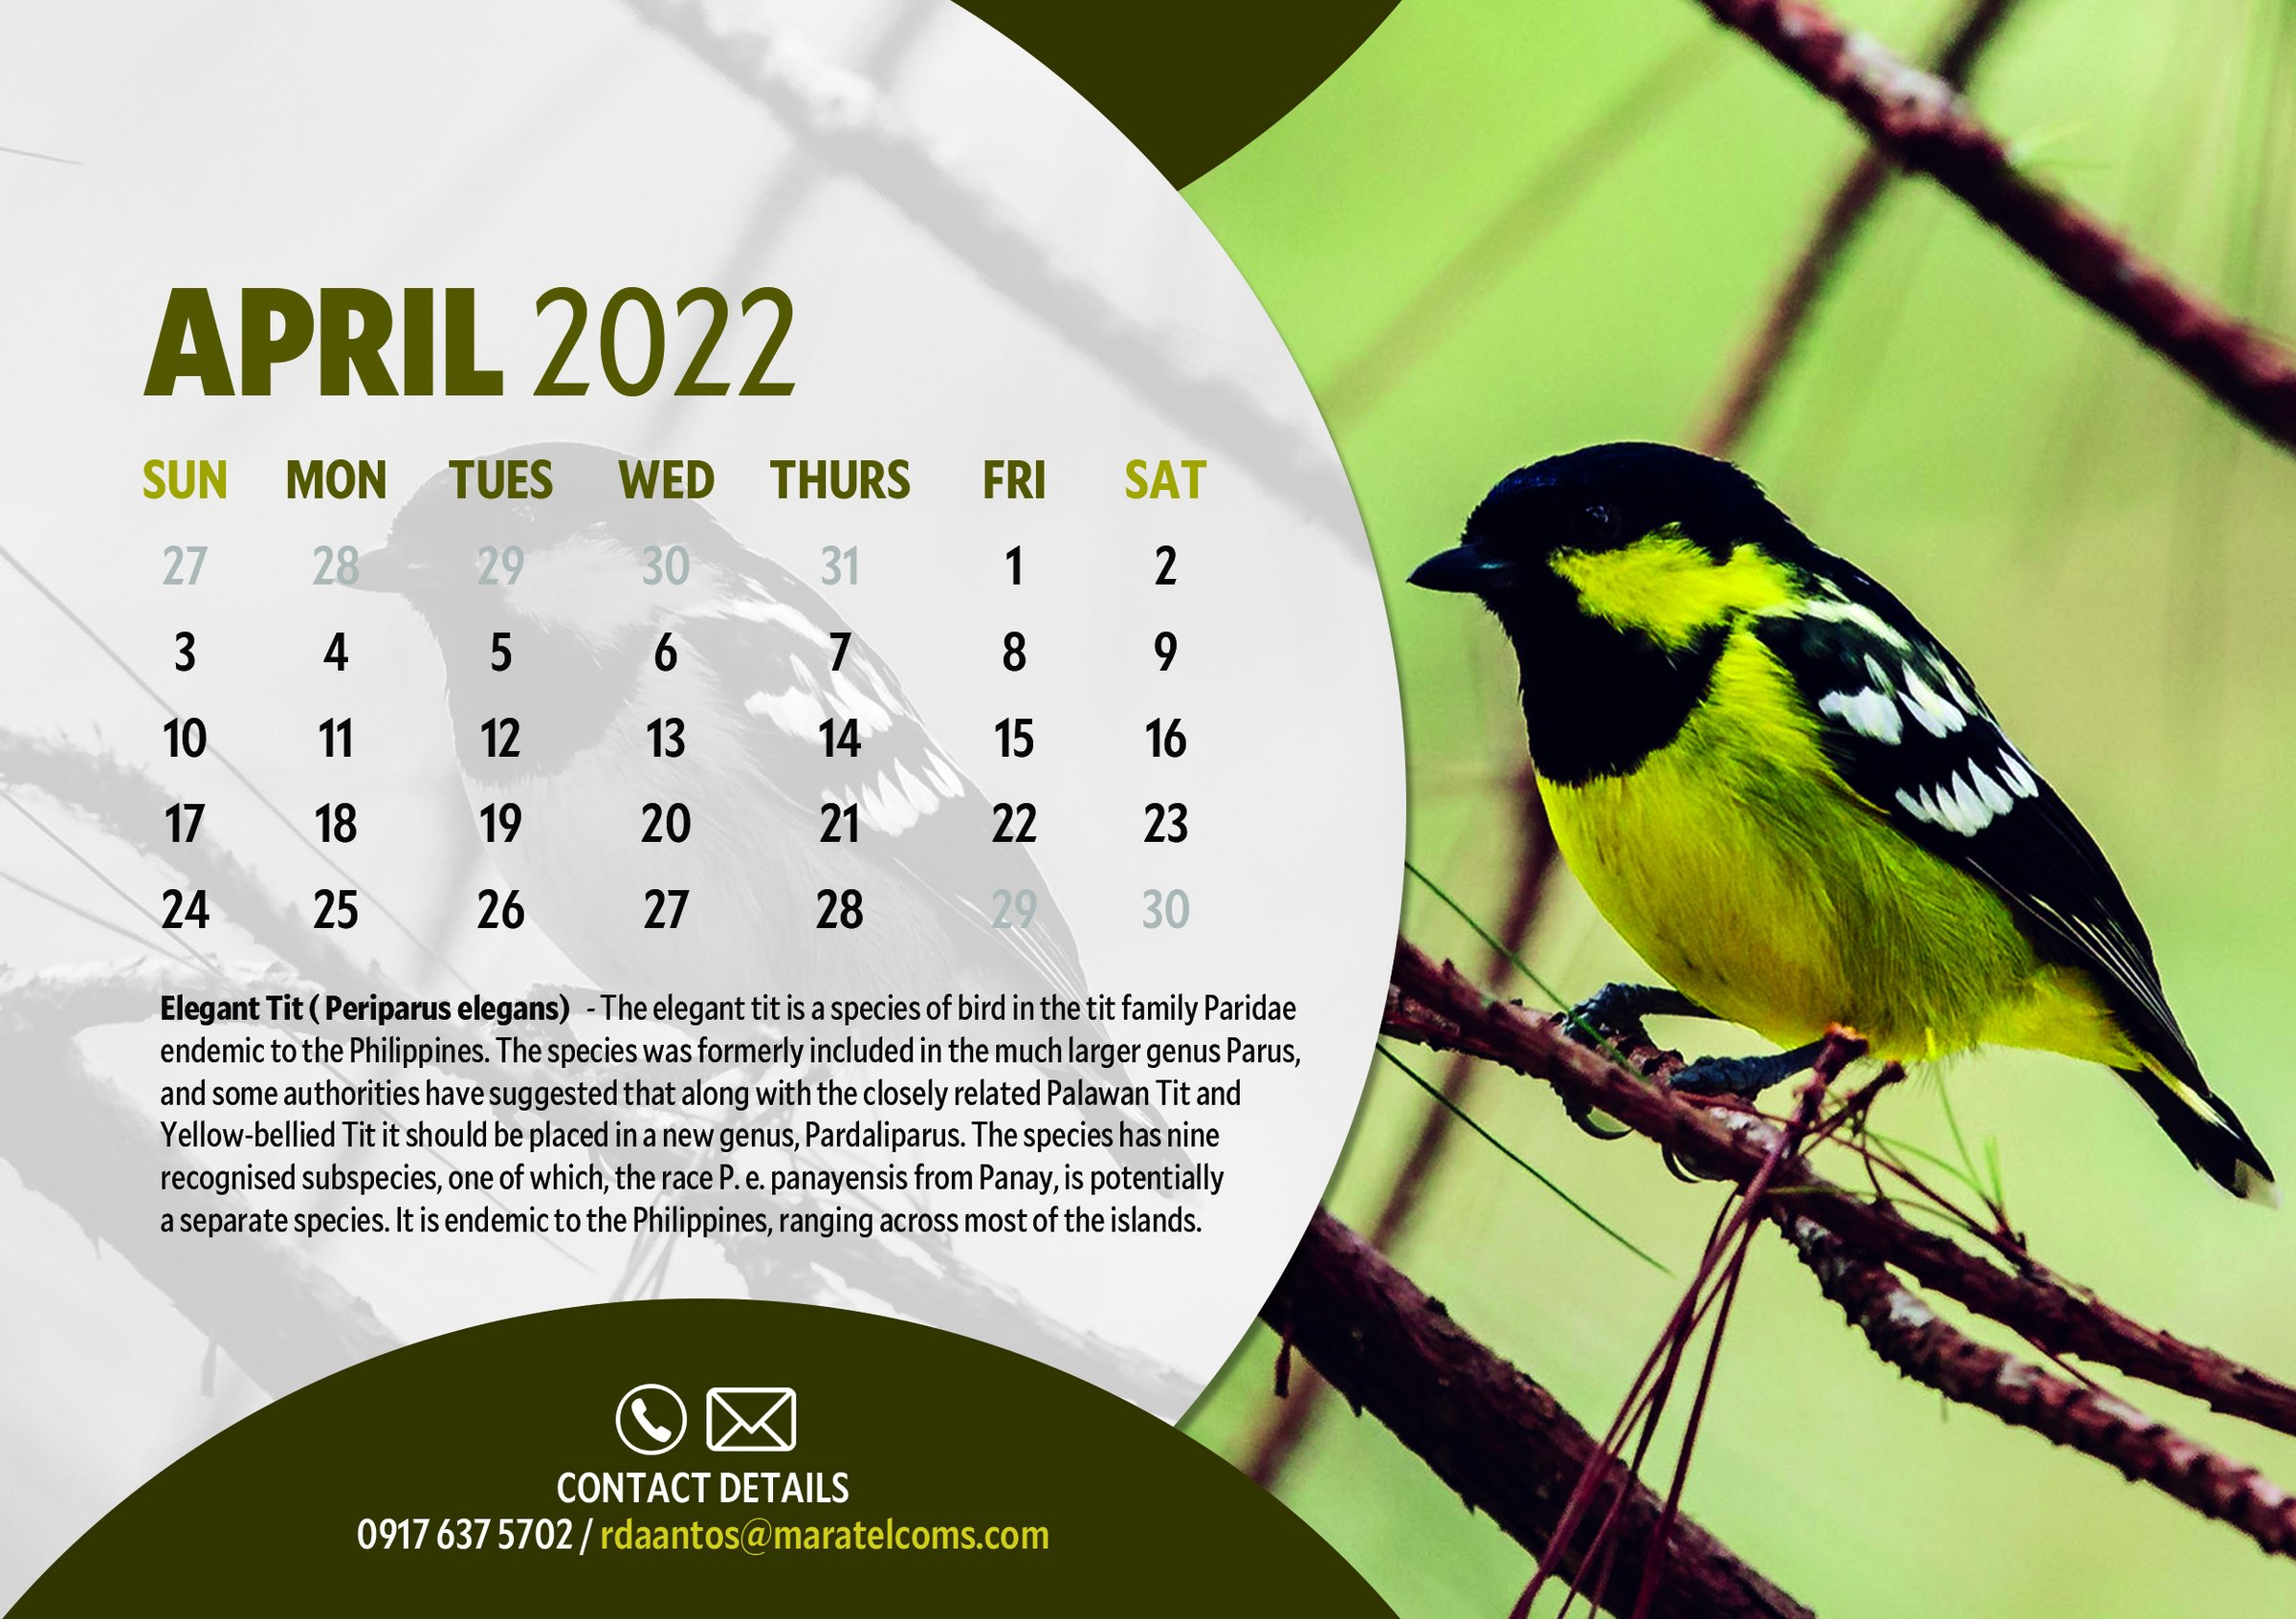 APRIL 2022
SUN MON TUES WED THURS FRI SAT
27 28 29 30 31 1 2
3 4 5 6 7 8 9
10 11 12 13 14 15 16
17 18 19 20 21 22 23
24 25 26 27 28 29 30
Elegant Tit ( Periparus elegans) - The elegant tit is a species of bird in the tit family Paridae
endemic to the Philippines. The species was formerly included in the much larger genus Parus,
and some authorities have suggested that along with the closely related Palawan Tit and
Yellow-bellied Tit it should be placed in a new genus, Pardaliparus. The species has nine
recognised subspecies, one of which, the race P. e. panayensis from Panay, is potentially
a separate species. It is endemic to the Philippines, ranging across most of the islands.
CONTACT DETAILS
0917 637 5702 / rdaantos@maratelcoms.com